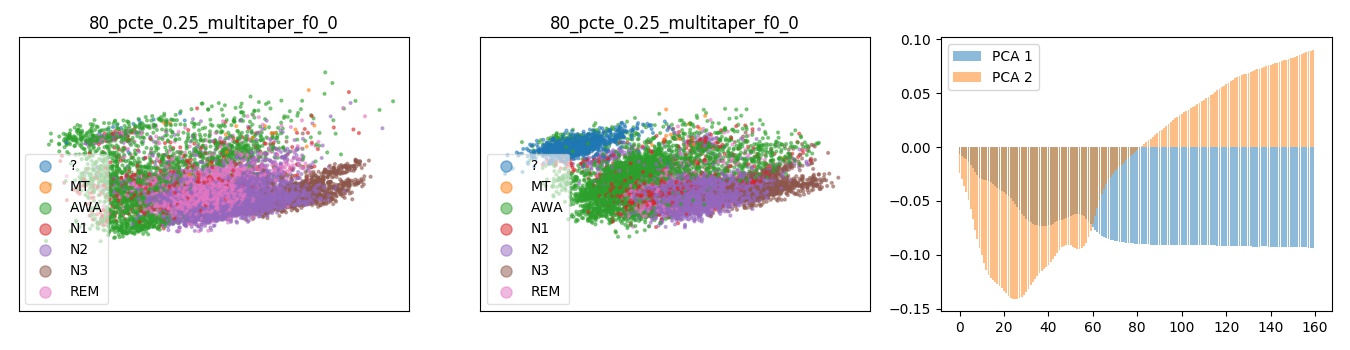 80_pcte_0.25_multitaper_f0_0
?
MT
AWA
N1
N2
N3
REM
80_pcte_0.25_multitaper_f0_0
?
MT
AWA
N1
N2
N3
REM
PCA 1
PCA 2
0.10
0.05
0.00
−0.05
−0.10
−0.15
0 20 40 60 80 100 120 140 160